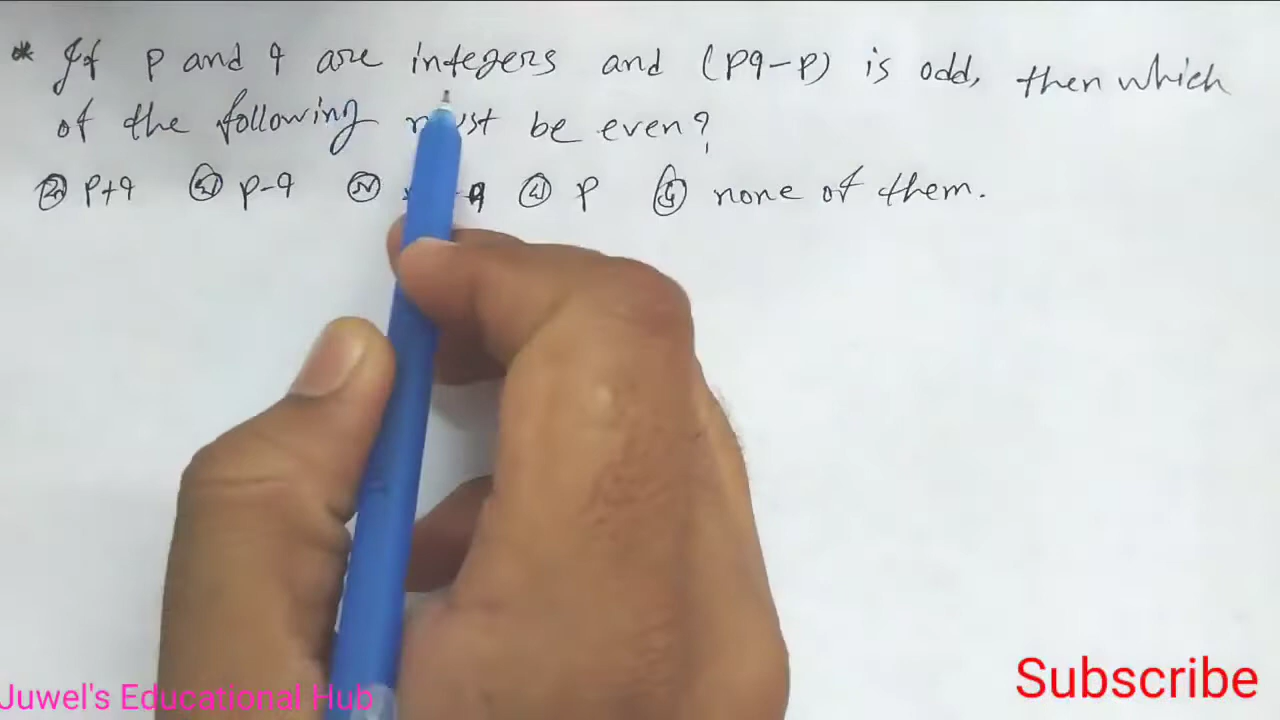 * If p and q are integers and (pq-p) is odd, then which
of the following be even?
p+q p-q p none of them.
Juwel's Educational Hub
Subscribe